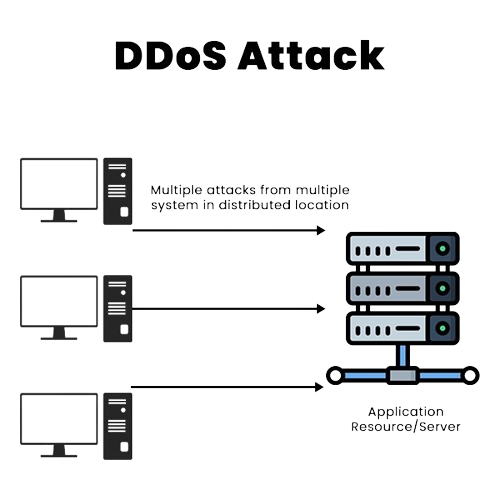 DDoS Attack
Multiple attacks from multiple
system in distributed location
Application
Resource/Server